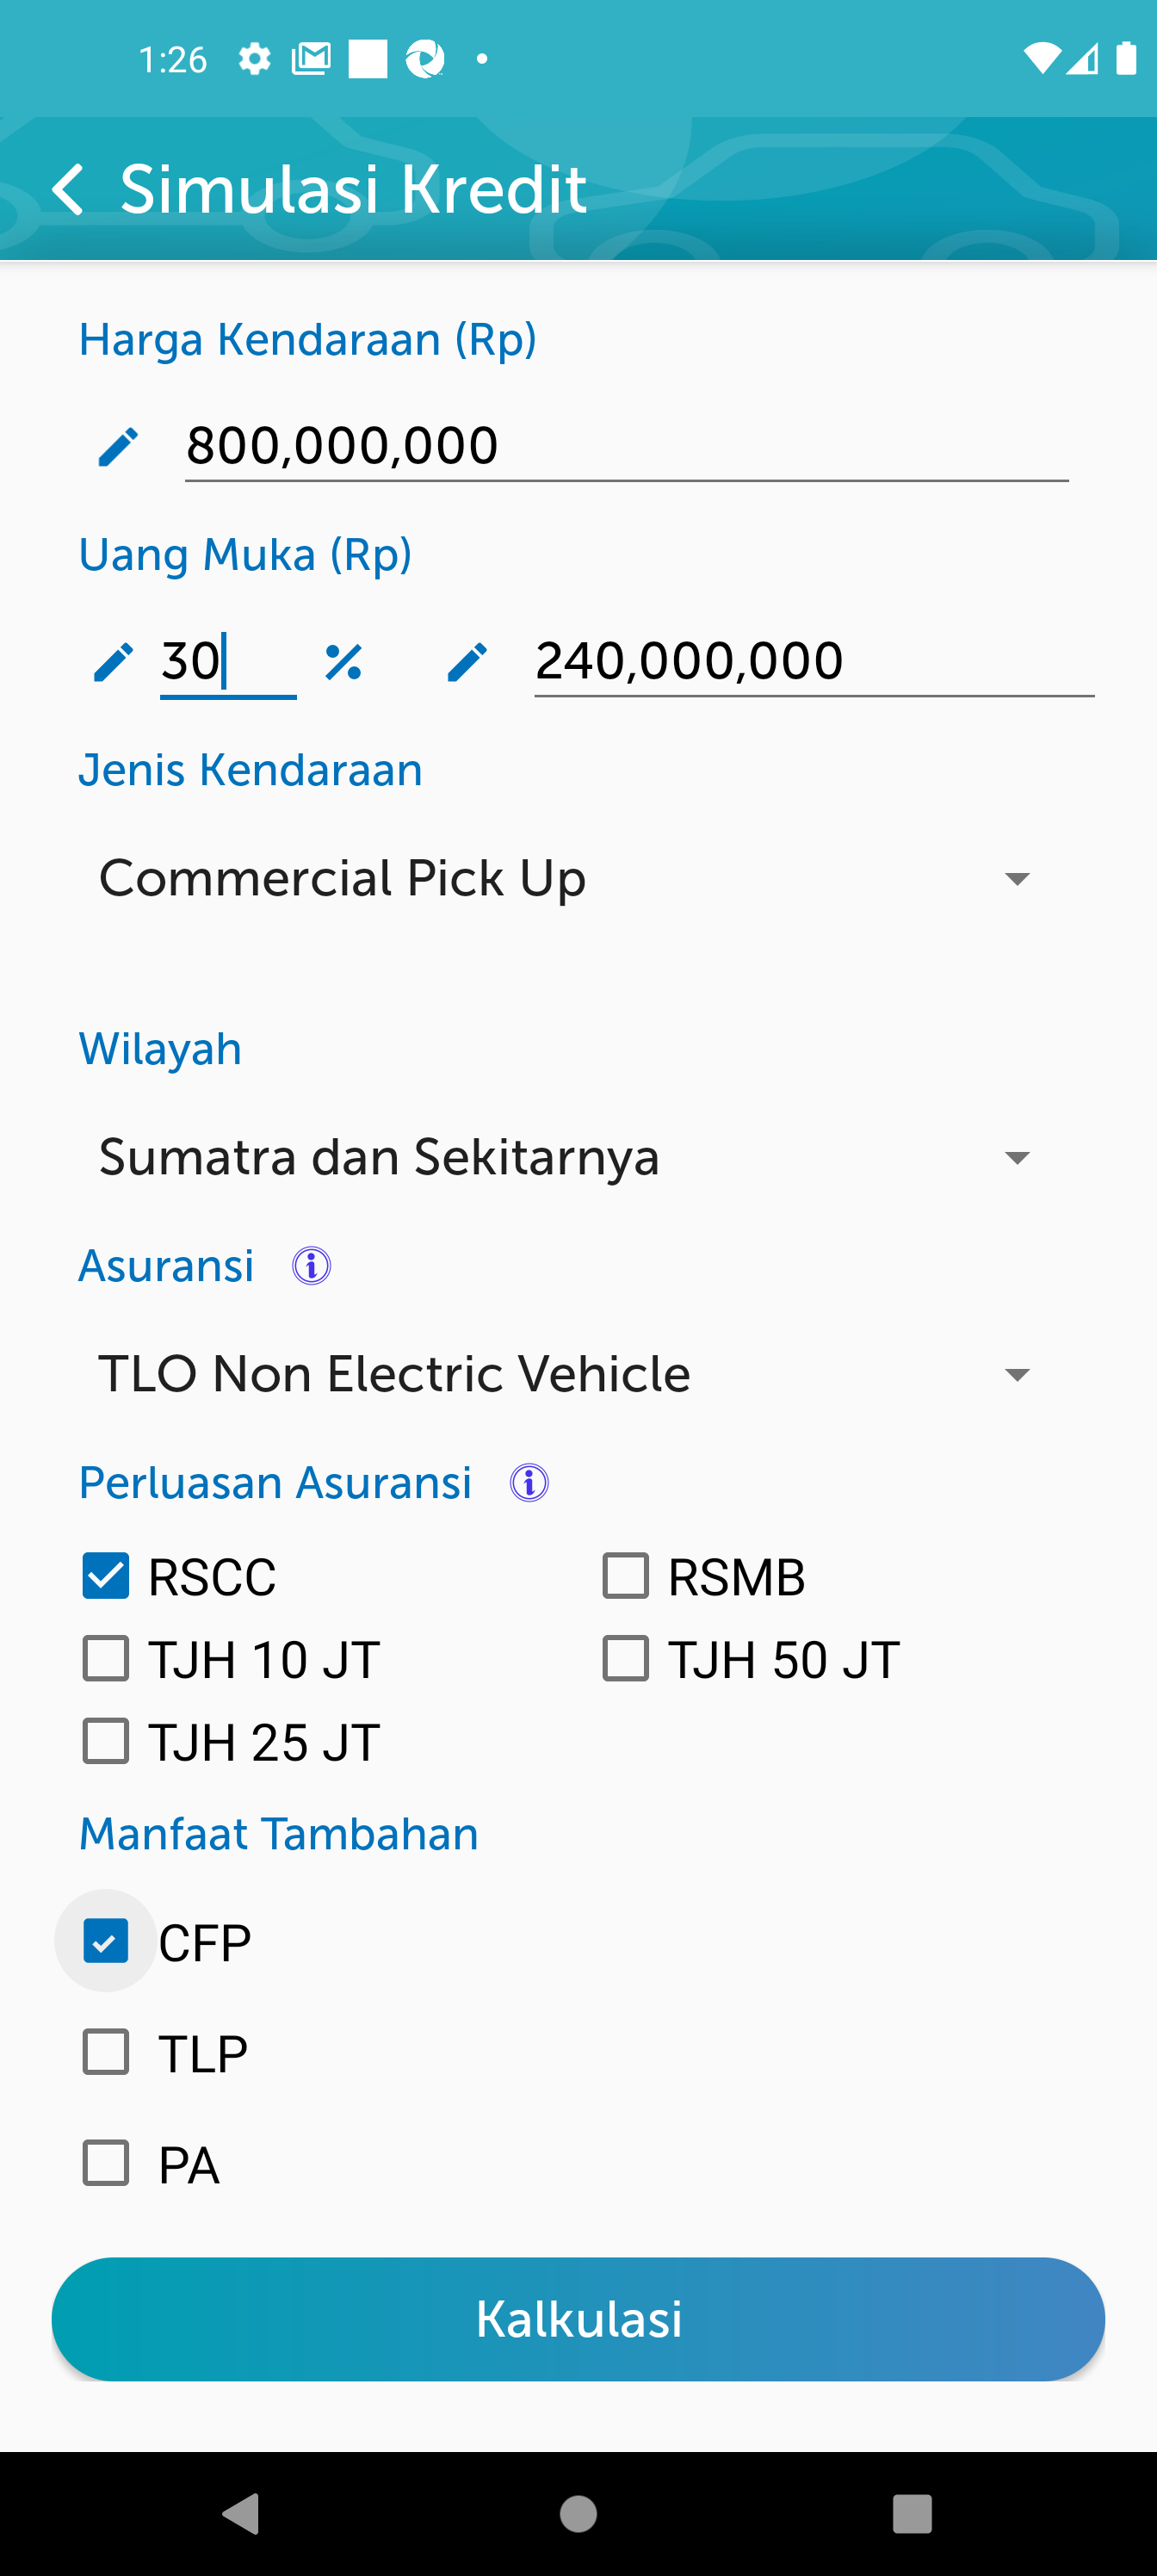 1:26
Simulasi Kredit
Harga Kendaraan (Rp)
800,000,000
Uang Muka (Rp)
30 % 240,000,000
Jenis Kendaraan
Commercial Pick Up
Wilayah
Sumatra dan Sekitarnya
Asuransi
TLO Non Electric Vehicle
Perluasan Asuransi
RSCC RSMB
TJH 10 JT TJH 50 JT
TJH 25 JT
Manfaat Tambahan
CFP
TLP
PA
Kalkulasi